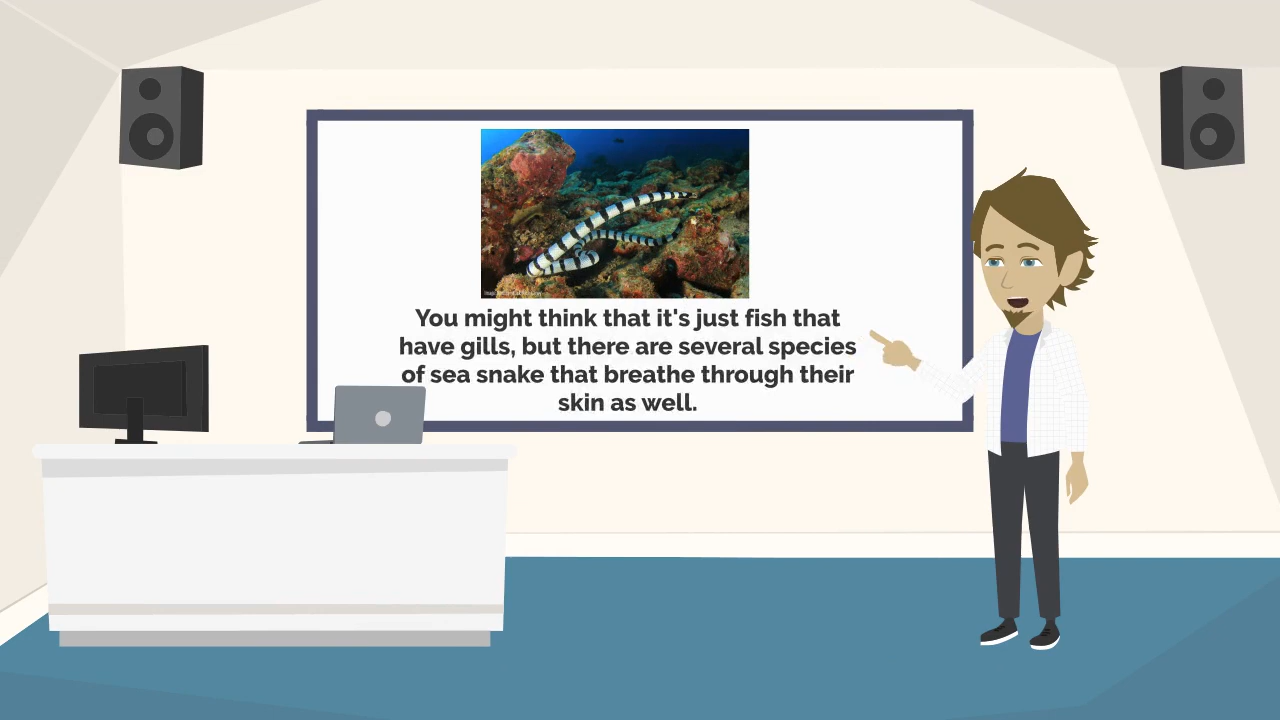 You might think that it's just fish that
have gills, but there are several species
of sea snake that breathe through their
skin as well.